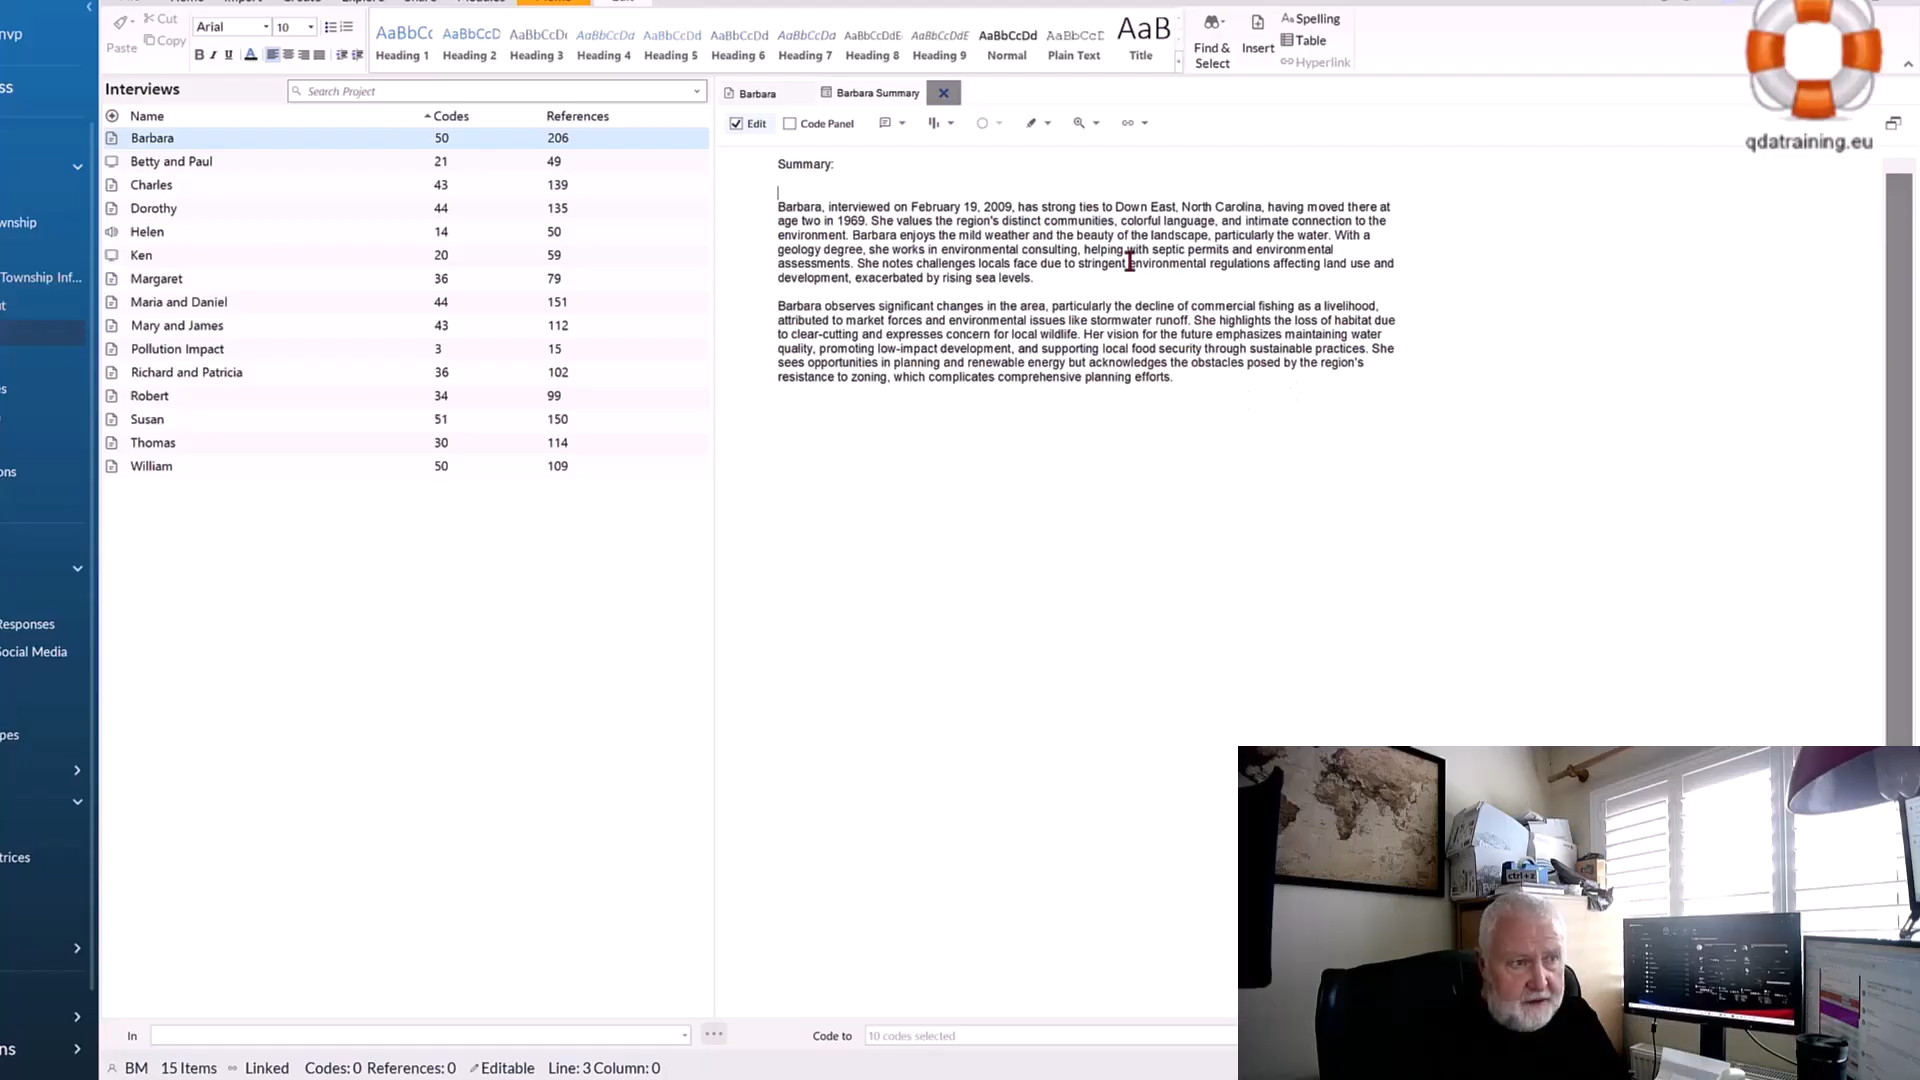 nvp
ss
wnship
Township Inf...
t
s
ons
Responses
Social Media
pes
trices
ns
Paste
Cut
Copy
Arial
10
B I U A
AaBbCc
Heading 1
AaBbCcD
Heading 2
AaBbCcDc
Heading 3
AaBbCcDa
Heading 4
AaBbCcDd
Heading 5
AaBbCcDd
Heading 6
AaBbCcDd
Heading 7
AaBbCcDdE
Heading 8
AaBbCcDdE
Heading 9
AaBbCcDd
Normal
AaBbCcD
Plain Text
AaB
Title
Find &
Select
Insert
Spelling
Table
Hyperlink
qdatraining.eu
Interviews
Search Project
Name Codes References
Barbara 50 206
Betty and Paul 21 49
Charles 43 139
Dorothy 44 135
Helen 14 50
Ken 20 59
Margaret 36 79
Maria and Daniel 44 151
Mary and James 43 112
Pollution Impact 3 15
Richard and Patricia 36 102
Robert 34 99
Susan 51 150
Thomas 30 114
William 50 109
Barbara
Barbara Summary
Edit Code Panel
Summary:
Barbara, interviewed on February 19, 2009, has strong ties to Down East, North Carolina, having moved there at
age two in 1969. She values the region's distinct communities, colorful language, and intimate connection to the
environment. Barbara enjoys the mild weather and the beauty of the landscape, particularly the water. With a
geology degree, she works in environmental consulting, helping with septic permits and environmental
assessments. She notes challenges locals face due to stringent environmental regulations affecting land use and
development, exacerbated by rising sea levels.
Barbara observes significant changes in the area, particularly the decline of commercial fishing as a livelihood,
attributed to market forces and environmental issues like stormwater runoff. She highlights the loss of habitat due
to clear-cutting and expresses concern for local wildlife. Her vision for the future emphasizes maintaining water
quality, promoting low-impact development, and supporting local food security through sustainable practices. She
sees opportunities in planning and renewable energy but acknowledges the obstacles posed by the region's
resistance to zoning, which complicates comprehensive planning efforts.
ctrl+z
In
Code to 10 codes selected
BM 15 Items Linked Codes: 0 References: 0 Editable Line: 3 Column: 0